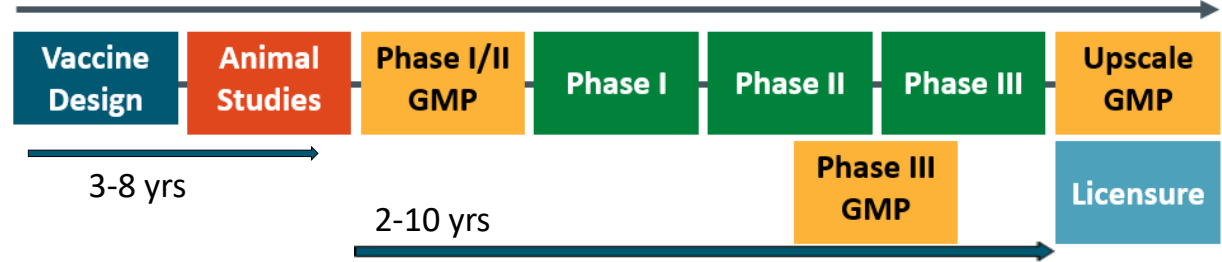 Vaccine
Design
Animal
Studies
Phase I/II
GMP
Phase I
Phase II
Phase III
Upscale
GMP
3-8 yrs
Phase III
GMP
Licensure
2-10 yrs